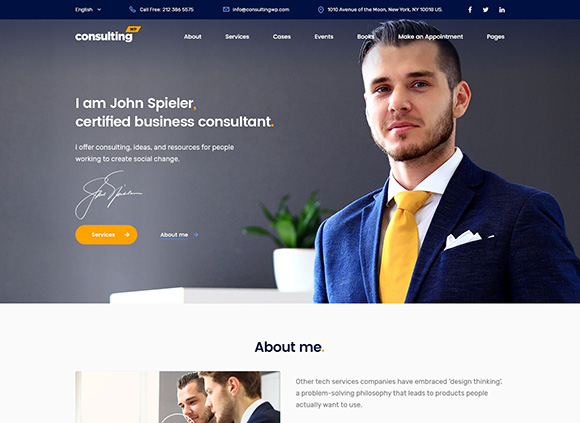 English
Call Free: 212 386 5575
info@consultingwp.com
1010 Avenue of the Moon, New York, NY 10018 US.
consulting WP
About
Services
Cases
Events
Books
Make an Appointment
Pages
I am John Spieler,
certified business consultant.
I offer consulting, ideas, and resources for people
working to create social change.
Services
About me
About me.
Other tech services companies have embraced 'design thinking',
a problem-solving philosophy that leads to products people
actually want to use.